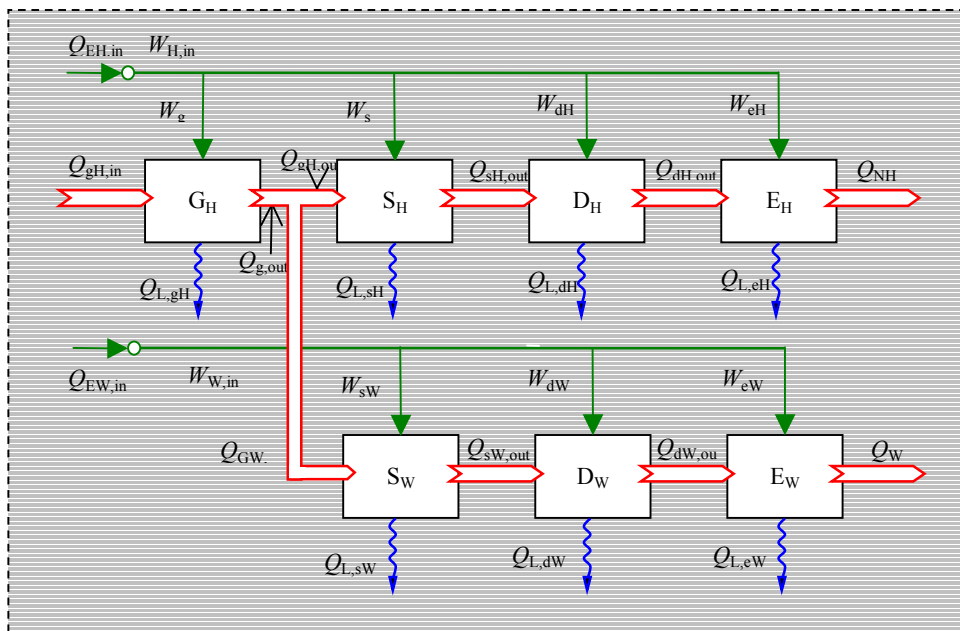 Q_EH,in W_H,in
W_g W_s W_dH W_eH
Q_gH,in Q_gH,ou Q_sH,out Q_dH,out Q_NH
G_H S_H D_H E_H
Q_g,out
Q_L,gH Q_L,sH Q_L,dH Q_L,eH
Q_EW,in W_W,in W_sW W_dW W_eW
Q_GW. Q_sW,out Q_dW,ou Q_W
S_W D_W E_W
Q_L,sW Q_L,dW Q_L,eW